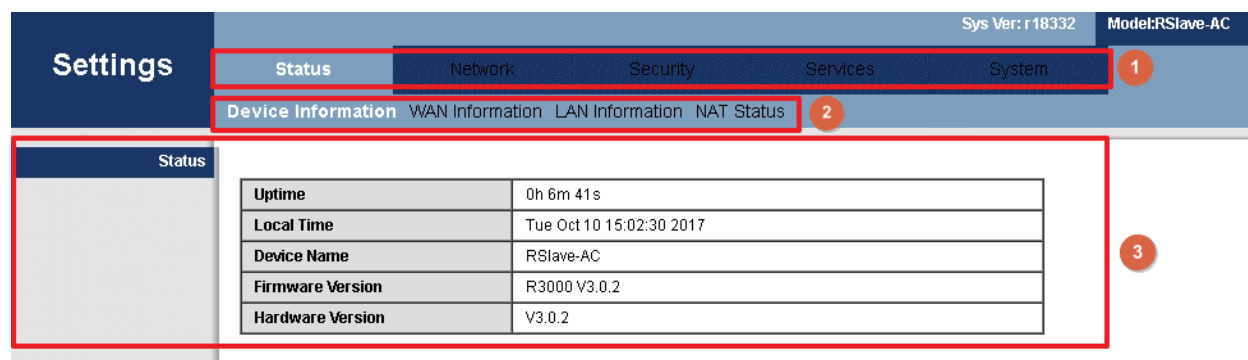 Sys Ver: r18332 Model:RSlave-AC
Settings
Status Network Security Services System 1
Device Information WAN Information LAN Information NAT Status 2
Status
Uptime 0h 6m 41s
Local Time Tue Oct 10 15:02:30 2017
Device Name RSlave-AC 3
Firmware Version R3000 V3.0.2
Hardware Version V3.0.2